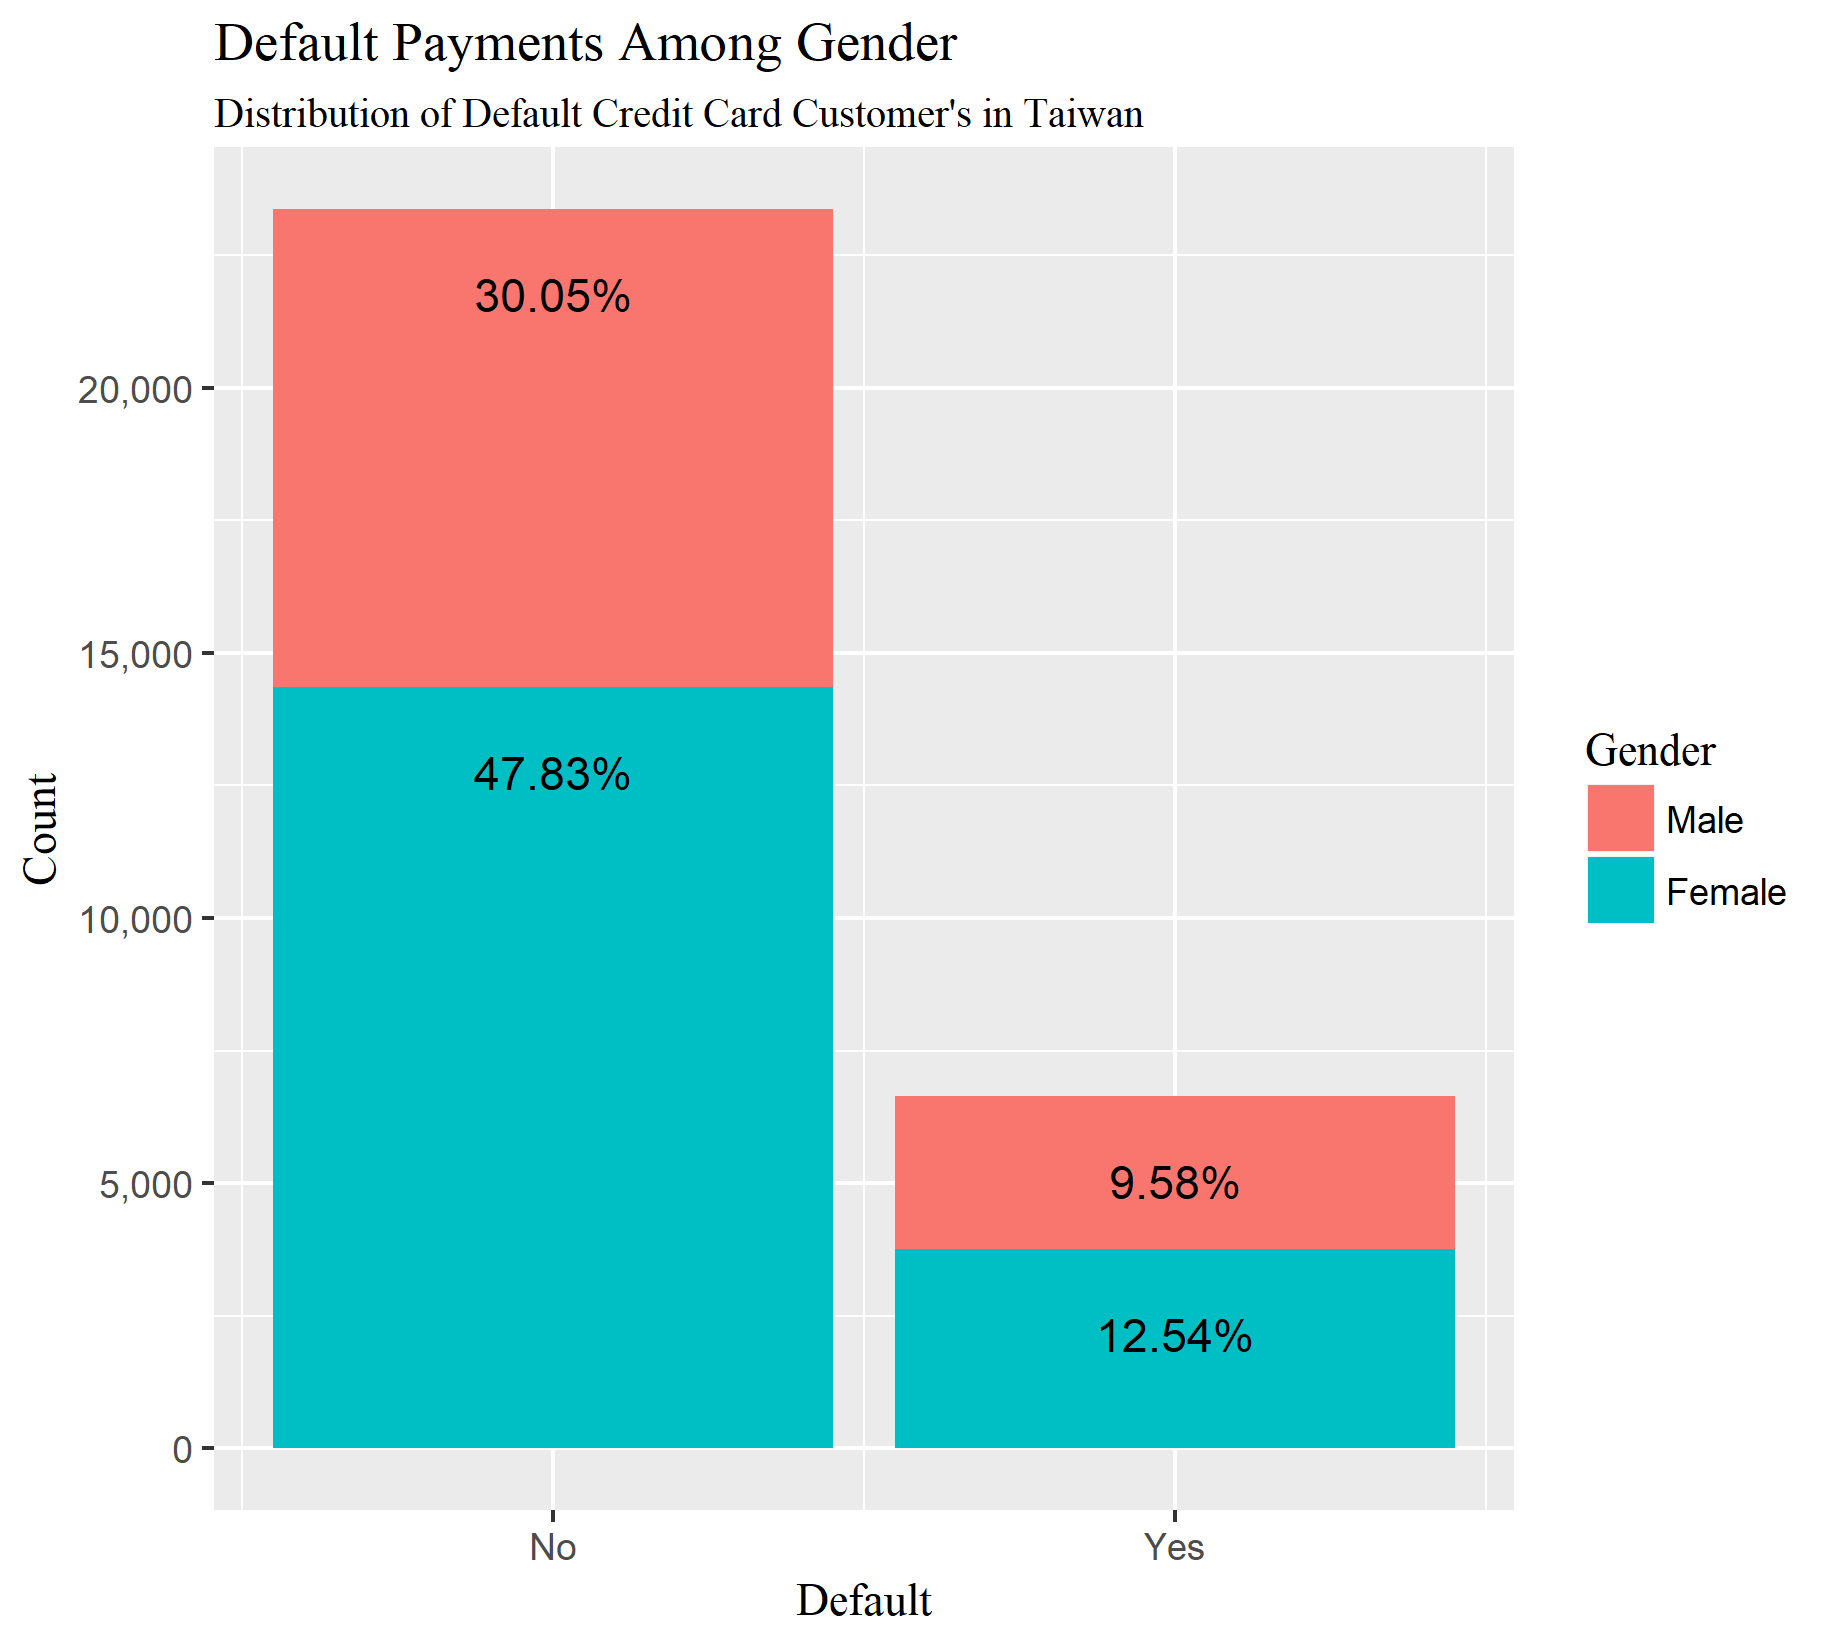 Default Payments Among Gender
Distribution of Default Credit Card Customer's in Taiwan
30.05%
20,000
15,000
47.83%
Gender
Male
Female
Count
10,000
5,000
9.58%
12.54%
0
No
Yes
Default